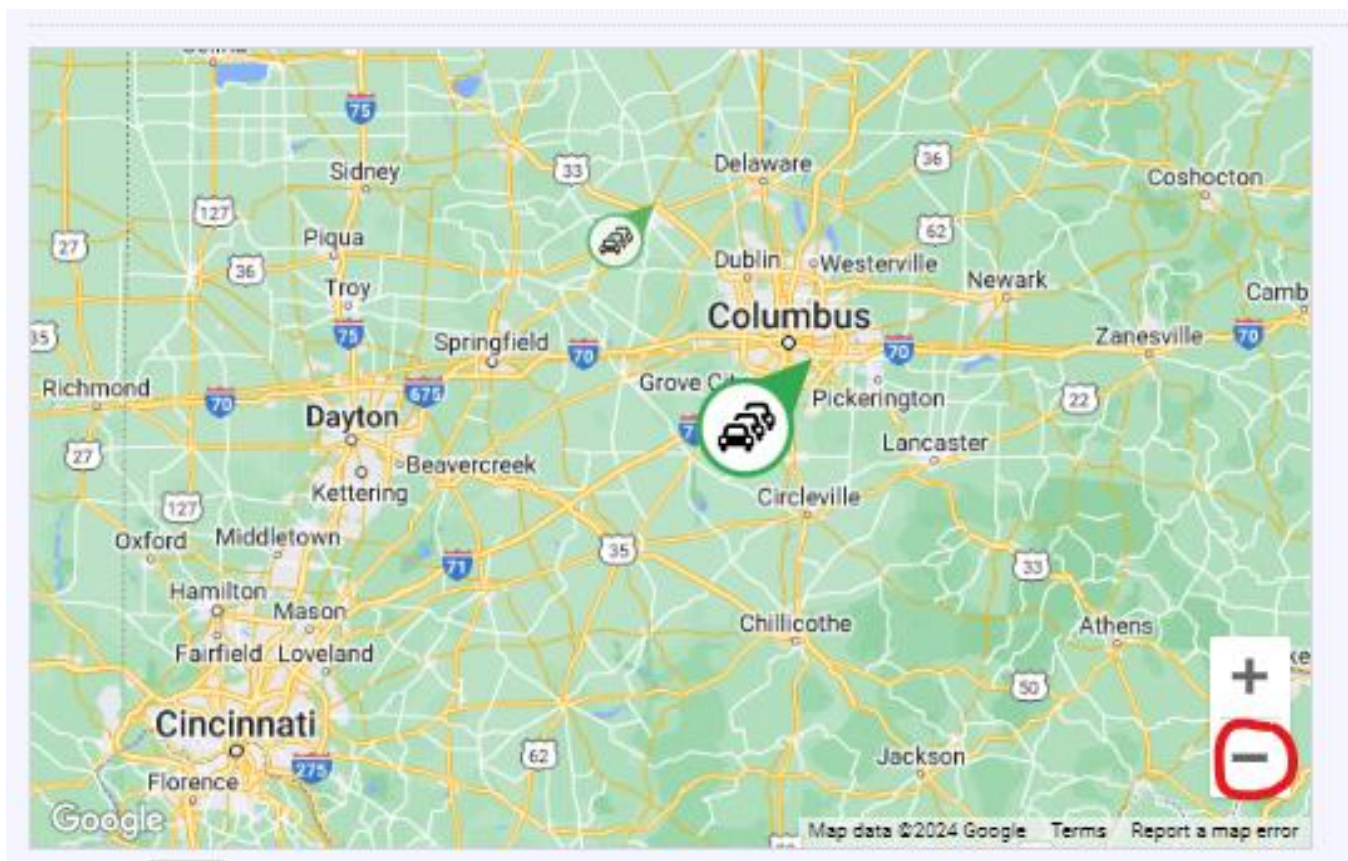 75
Sidney
33
Delaware
36
Coshocton
127
27
Piqua
62
36
Dublin
Westerville
Newark
Troy
Camb
Columbus
35
75
Springfield
70
70
Zanesville
70
Richmond
70
675
Grove
Pickerington
22
Dayton
Lancaster
27
Beavercreek
Kettering
Circleville
127
Oxford
Middletown
35
71
33
Hamilton
Mason
Chillicothe
Athens
Fairfield
Loveland
+
50
Cincinnati
62
Jackson
−
275
Florence
Google
Map data ©2024 Google Terms Report a map error